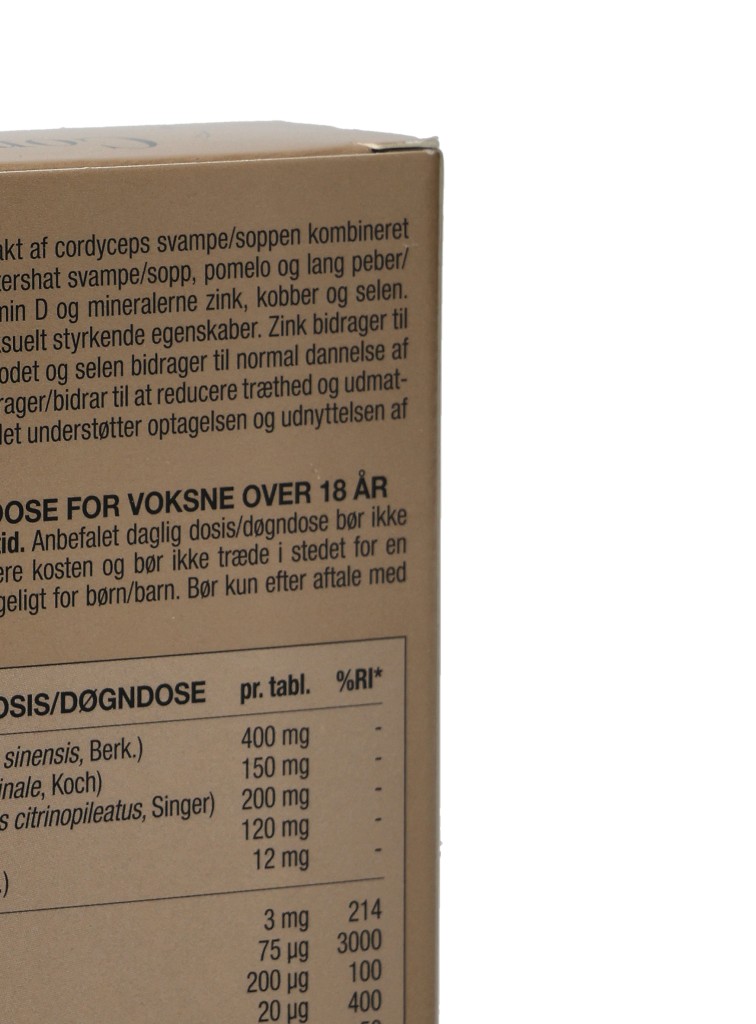 akt af cordyceps svampe/soppen kombineret
tershat svampe/sopp, pomelo og lang peber/
min D og mineralerne zink, kobber og selen.
suelt styrkende egenskaber. Zink bidrager til
odet og selen bidrager til normal dannelse af
rager/bidrar til at reducere træthed og udmat-
let understøtter optagelsen og udnyttelsen af
DOSE FOR VOKSNE OVER 18 ÅR
tid. Anbefalet daglig dosis/døgndose bør ikke
ere kosten og bør ikke træde i stedet for en
geligt for børn/barn. Bør kun efter aftale med
OSIS/DØGNDOSE pr. tabl. %RI*
sinensis, Berk.) 400 mg -
inale, Koch) 150 mg -
s citrinopileatus, Singer) 200 mg -
120 mg -
.) 12 mg -
3 mg 214
75 µg 3000
200 µg 100
20 µg 400